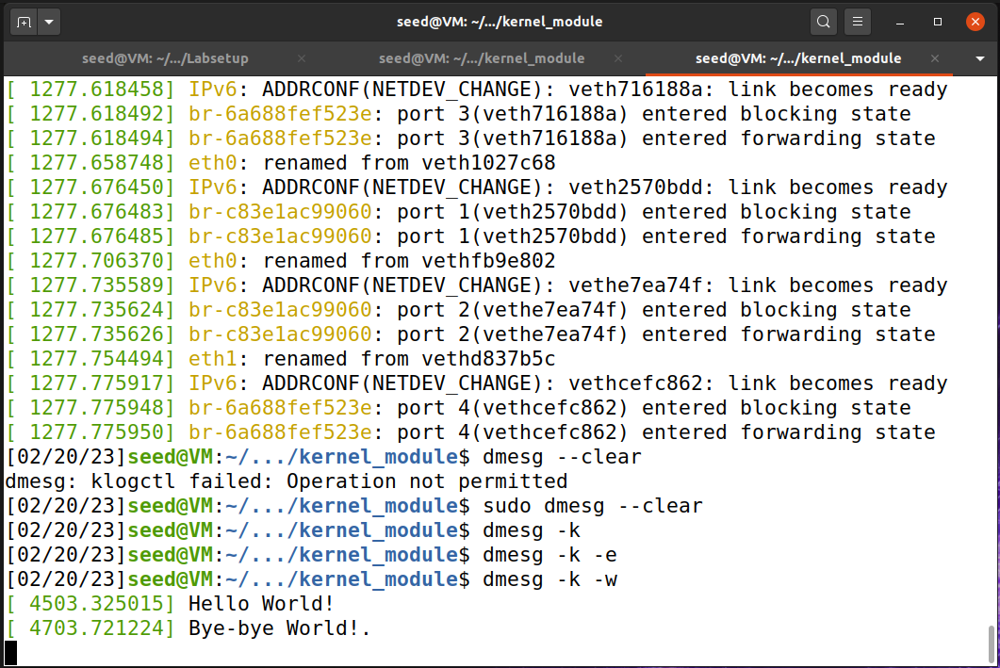 seed@VM: ~/.../kernel_module
seed@VM: ~/.../Labsetup
seed@VM: ~/.../kernel_module
seed@VM: ~/.../kernel_module
[ 1277.618458] IPv6: ADDRCONF(NETDEV_CHANGE): veth716188a: link becomes ready
[ 1277.618492] br-6a688fef523e: port 3(veth716188a) entered blocking state
[ 1277.618494] br-6a688fef523e: port 3(veth716188a) entered forwarding state
[ 1277.658748] eth0: renamed from veth1027c68
[ 1277.676450] IPv6: ADDRCONF(NETDEV_CHANGE): veth2570bdd: link becomes ready
[ 1277.676483] br-c83e1ac99060: port 1(veth2570bdd) entered blocking state
[ 1277.676485] br-c83e1ac99060: port 1(veth2570bdd) entered forwarding state
[ 1277.706370] eth0: renamed from vethfb9e802
[ 1277.735589] IPv6: ADDRCONF(NETDEV_CHANGE): vethe7ea74f: link becomes ready
[ 1277.735624] br-c83e1ac99060: port 2(vethe7ea74f) entered blocking state
[ 1277.735626] br-c83e1ac99060: port 2(vethe7ea74f) entered forwarding state
[ 1277.754494] eth1: renamed from vethd837b5c
[ 1277.775917] IPv6: ADDRCONF(NETDEV_CHANGE): vethcefc862: link becomes ready
[ 1277.775948] br-6a688fef523e: port 4(vethcefc862) entered blocking state
[ 1277.775950] br-6a688fef523e: port 4(vethcefc862) entered forwarding state
[02/20/23]seed@VM:~/.../kernel_module$ dmesg --clear
dmesg: klogctl failed: Operation not permitted
[02/20/23]seed@VM:~/.../kernel_module$ sudo dmesg --clear
[02/20/23]seed@VM:~/.../kernel_module$ dmesg -k
[02/20/23]seed@VM:~/.../kernel_module$ dmesg -k -e
[02/20/23]seed@VM:~/.../kernel_module$ dmesg -k -w
[ 4503.325015] Hello World!
[ 4703.721224] Bye-bye World!.